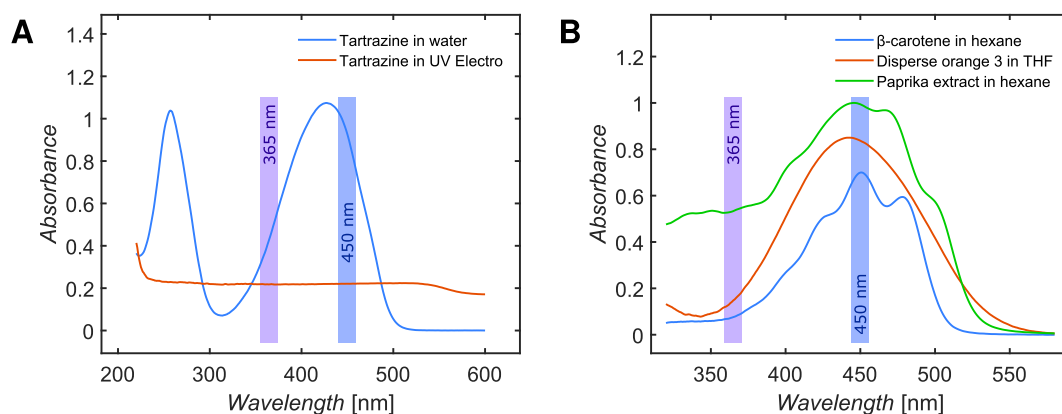 A
Absorbance
1.4
1.2
1
0.8
0.6
0.4
0.2
0
Tartrazine in water
Tartrazine in UV Electro
365 nm
450 nm
200
300
400
500
600
Wavelength [nm]
B
Absorbance
1.2
1
0.8
0.6
0.4
0.2
0
β-carotene in hexane
Disperse orange 3 in THF
Paprika extract in hexane
365 nm
450 nm
350
400
450
500
550
Wavelength [nm]